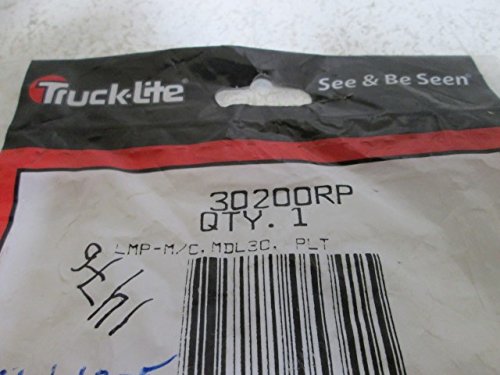 Truck-Lite® See & Be Seen®
30200RP
QTY. 1
LMP-M/C, MDL30, PLT